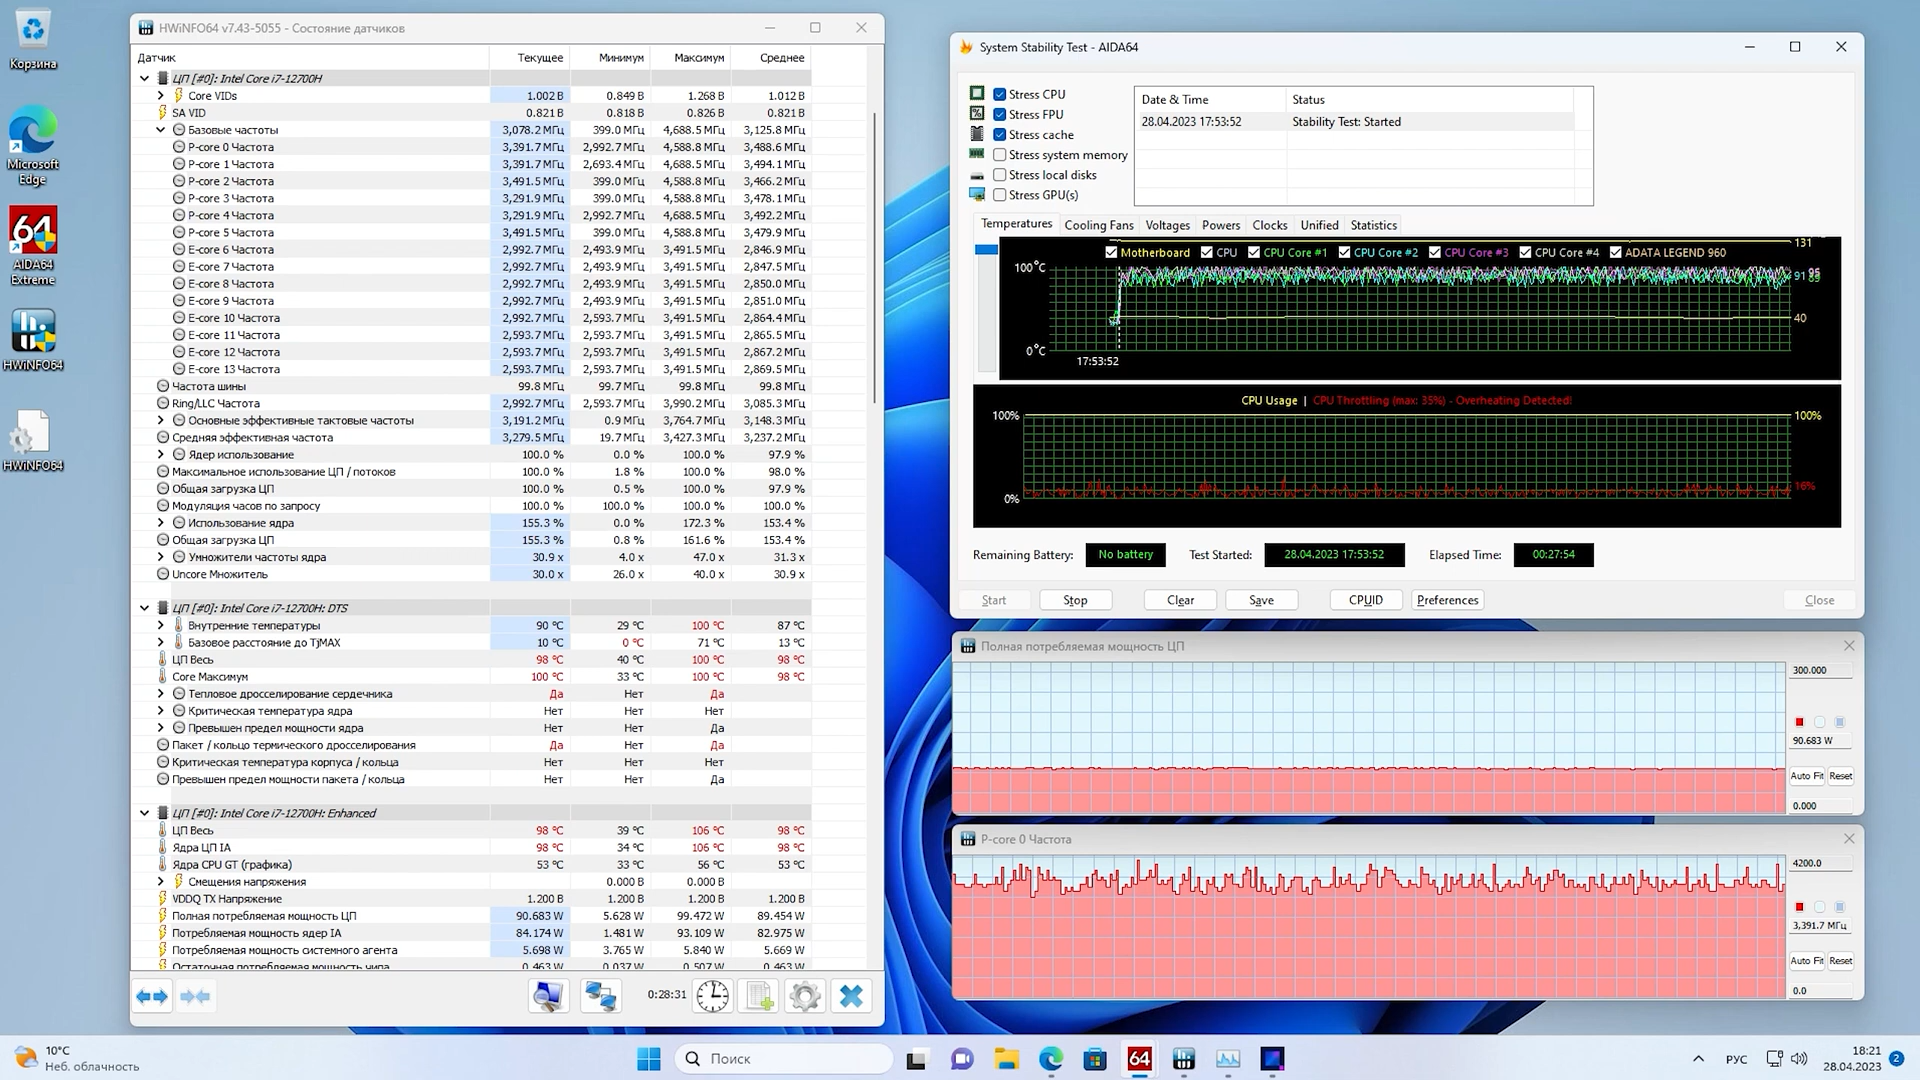 Корзина
Microsoft
Edge
AIDA64
Extreme
HWiNFO64
HWiNFO64
HWiNFO64 v7.43-5055 - Состояние датчиков
Датчик Текущее Минимум Максимум Среднее
ЦП [#0]: Intel Core i7-12700H
Core VIDs 1.002 В 0.849 В 1.268 В 1.012 В
SA VID 0.821 В 0.818 В 0.826 В 0.821 В
Базовые частоты 3,078.2 МГц 399.0 МГц 4,688.5 МГц 3,125.8 МГц
P-core 0 Частота 3,391.7 МГц 2,992.7 МГц 4,588.8 МГц 3,488.6 МГц
P-core 1 Частота 3,391.7 МГц 2,693.4 МГц 4,688.5 МГц 3,494.1 МГц
P-core 2 Частота 3,491.5 МГц 399.0 МГц 4,588.8 МГц 3,466.2 МГц
P-core 3 Частота 3,291.9 МГц 399.0 МГц 4,588.8 МГц 3,478.1 МГц
P-core 4 Частота 3,291.9 МГц 2,992.7 МГц 4,688.5 МГц 3,492.2 МГц
P-core 5 Частота 3,491.5 МГц 399.0 МГц 4,588.8 МГц 3,479.9 МГц
E-core 6 Частота 2,992.7 МГц 2,493.9 МГц 3,491.5 МГц 2,846.9 МГц
E-core 7 Частота 2,992.7 МГц 2,493.9 МГц 3,491.5 МГц 2,847.5 МГц
E-core 8 Частота 2,992.7 МГц 2,493.9 МГц 3,491.5 МГц 2,850.0 МГц
E-core 9 Частота 2,992.7 МГц 2,493.9 МГц 3,491.5 МГц 2,851.0 МГц
E-core 10 Частота 2,992.7 МГц 2,593.7 МГц 3,491.5 МГц 2,864.4 МГц
E-core 11 Частота 2,593.7 МГц 2,593.7 МГц 3,491.5 МГц 2,865.5 МГц
E-core 12 Частота 2,593.7 МГц 2,593.7 МГц 3,491.5 МГц 2,867.2 МГц
E-core 13 Частота 2,593.7 МГц 2,593.7 МГц 3,491.5 МГц 2,869.5 МГц
Частота шины 99.8 МГц 99.7 МГц 99.8 МГц 99.8 МГц
Ring/LLC Частота 2,992.7 МГц 2,593.7 МГц 3,990.2 МГц 3,085.3 МГц
Основные эффективные тактовые частоты 3,191.2 МГц 0.9 МГц 3,764.7 МГц 3,148.3 МГц
Средняя эффективная частота 3,279.5 МГц 19.7 МГц 3,427.3 МГц 3,237.2 МГц
Ядер использование 100.0 % 0.0 % 100.0 % 97.9 %
Максимальное использование ЦП / потоков 100.0 % 1.8 % 100.0 % 98.0 %
Общая загрузка ЦП 100.0 % 0.5 % 100.0 % 97.9 %
Модуляция часов по запросу 100.0 % 100.0 % 100.0 % 100.0 %
Использование ядра 155.3 % 0.0 % 172.3 % 153.4 %
Общая загрузка ЦП 155.3 % 0.8 % 161.6 % 153.4 %
Умножители частоты ядра 30.9 x 4.0 x 47.0 x 31.3 x
Uncore Множитель 30.0 x 26.0 x 40.0 x 30.9 x
ЦП [#0]: Intel Core i7-12700H: DTS
Внутренние температуры 90 °C 29 °C 100 °C 87 °C
Базовое расстояние до TjMAX 10 °C 0 °C 71 °C 13 °C
ЦП Весь 98 °C 40 °C 100 °C 98 °C
Core Максимум 100 °C 33 °C 100 °C 98 °C
Тепловое дросселирование сердечника Да Нет Да
Критическая температура ядра Нет Нет Нет
Превышен предел мощности ядра Нет Нет Да
Пакет / кольцо термического дросселирования Да Нет Да
Критическая температура корпуса / кольца Нет Нет Нет
Превышен предел мощности пакета / кольца Нет Нет Да
ЦП [#0]: Intel Core i7-12700H: Enhanced
ЦП Весь 98 °C 39 °C 106 °C 98 °C
Ядра ЦП IA 98 °C 34 °C 106 °C 98 °C
Ядра CPU GT (графика) 53 °C 33 °C 56 °C 53 °C
Смещения напряжения 0.000 В 0.000 В
VDDQ TX Напряжение 1.200 В 1.200 В 1.200 В 1.200 В
Полная потребляемая мощность ЦП 90.683 W 5.628 W 99.472 W 89.454 W
Потребляемая мощность ядер IA 84.174 W 1.481 W 93.109 W 82.975 W
Потребляемая мощность системного агента 5.698 W 3.765 W 5.840 W 5.669 W
Остаточная потребляемая мощность чипа 0.463 W 0.037 W 0.507 W 0.463 W
0:28:31
System Stability Test - AIDA64
Stress CPU
Stress FPU
Stress cache
Stress system memory
Stress local disks
Stress GPU(s)
Date & Time Status
28.04.2023 17:53:52 Stability Test: Started
Temperatures Cooling Fans Voltages Powers Clocks Unified Statistics
Motherboard CPU CPU Core #1 CPU Core #2 CPU Core #3 CPU Core #4 ADATA LEGEND 960
131
100°C
91
40
0°C
17:53:52
CPU Usage | CPU Throttling (max: 35%) - Overheating Detected!
100% 100%
16%
0%
Remaining Battery: No battery Test Started: 28.04.2023 17:53:52 Elapsed Time: 00:27:54
Start Stop Clear Save CPUID Preferences Close
Полная потребляемая мощность ЦП
300.000
90.683 W
Auto Fit Reset
0.000
P-core 0 Частота
4200.0
3,391.7 МГц
Auto Fit Reset
0.0
10°C
Неб. облачность
Поиск
64
РУС
18:21
28.04.2023
2